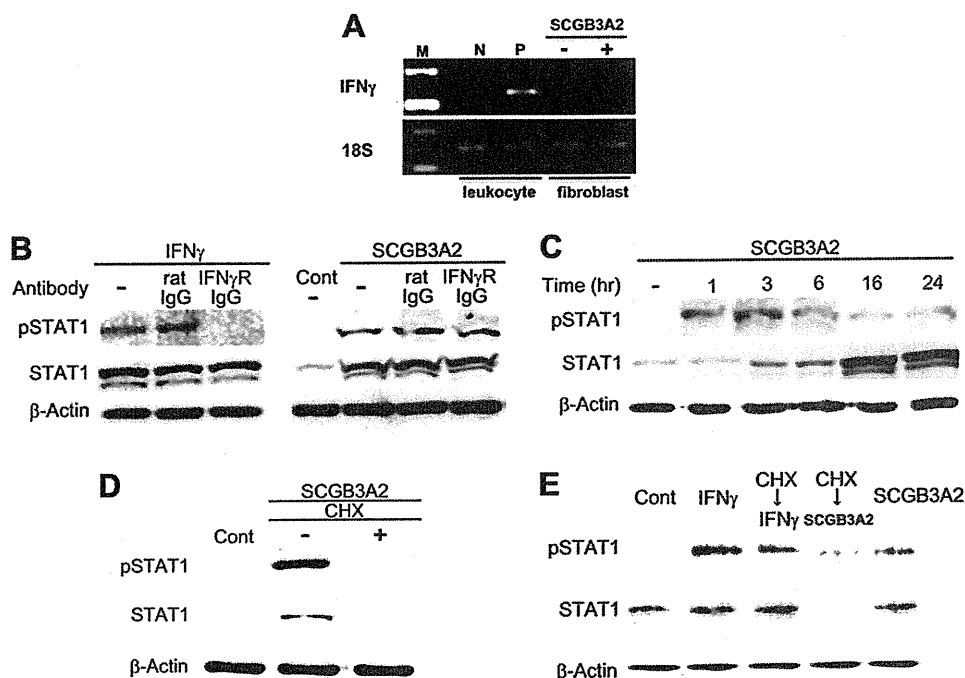 A
SCGB3A2
M N P - +
IFNγ
18S
leukocyte fibroblast
B
IFNγ
SCGB3A2
Antibody
- rat IgG IFNγR IgG
Cont - - rat IgG IFNγR IgG
pSTAT1
STAT1
β-Actin
C
SCGB3A2
Time (hr) - 1 3 6 16 24
pSTAT1
STAT1
β-Actin
D
SCGB3A2
CHX
Cont - +
pSTAT1
STAT1
β-Actin
E
Cont IFNγ CHX ↓ IFNγ CHX ↓ SCGB3A2 SCGB3A2
pSTAT1
STAT1
β-Actin